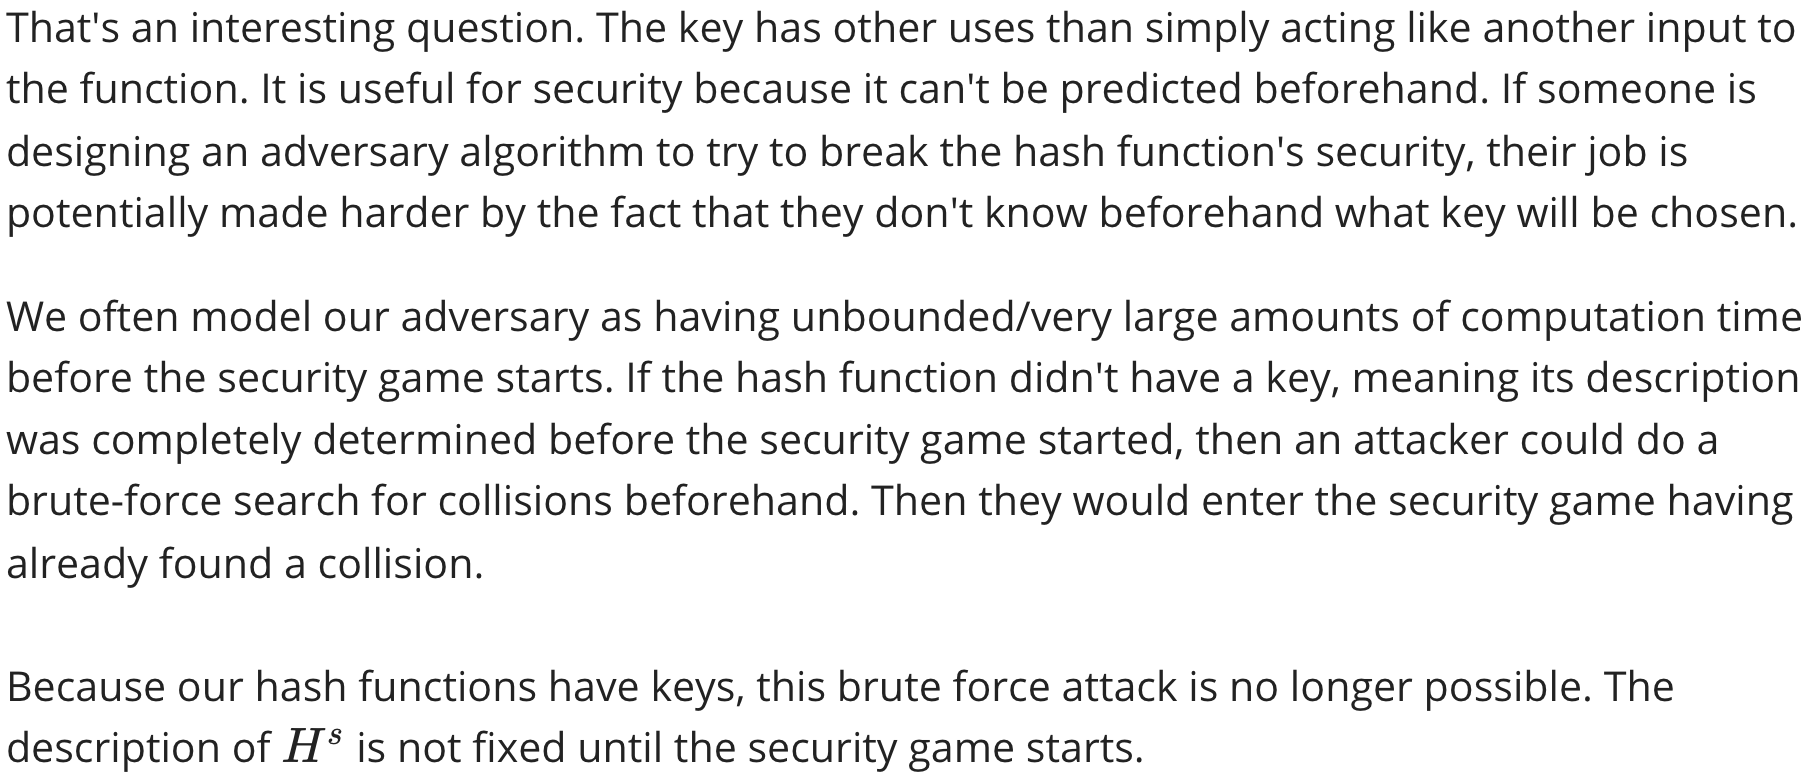 That's an interesting question. The key has other uses than simply acting like another input to
the function. It is useful for security because it can't be predicted beforehand. If someone is
designing an adversary algorithm to try to break the hash function's security, their job is
potentially made harder by the fact that they don't know beforehand what key will be chosen.
We often model our adversary as having unbounded/very large amounts of computation time
before the security game starts. If the hash function didn't have a key, meaning its description
was completely determined before the security game started, then an attacker could do a
brute-force search for collisions beforehand. Then they would enter the security game having
already found a collision.
Because our hash functions have keys, this brute force attack is no longer possible. The
description of Hˢ is not fixed until the security game starts.